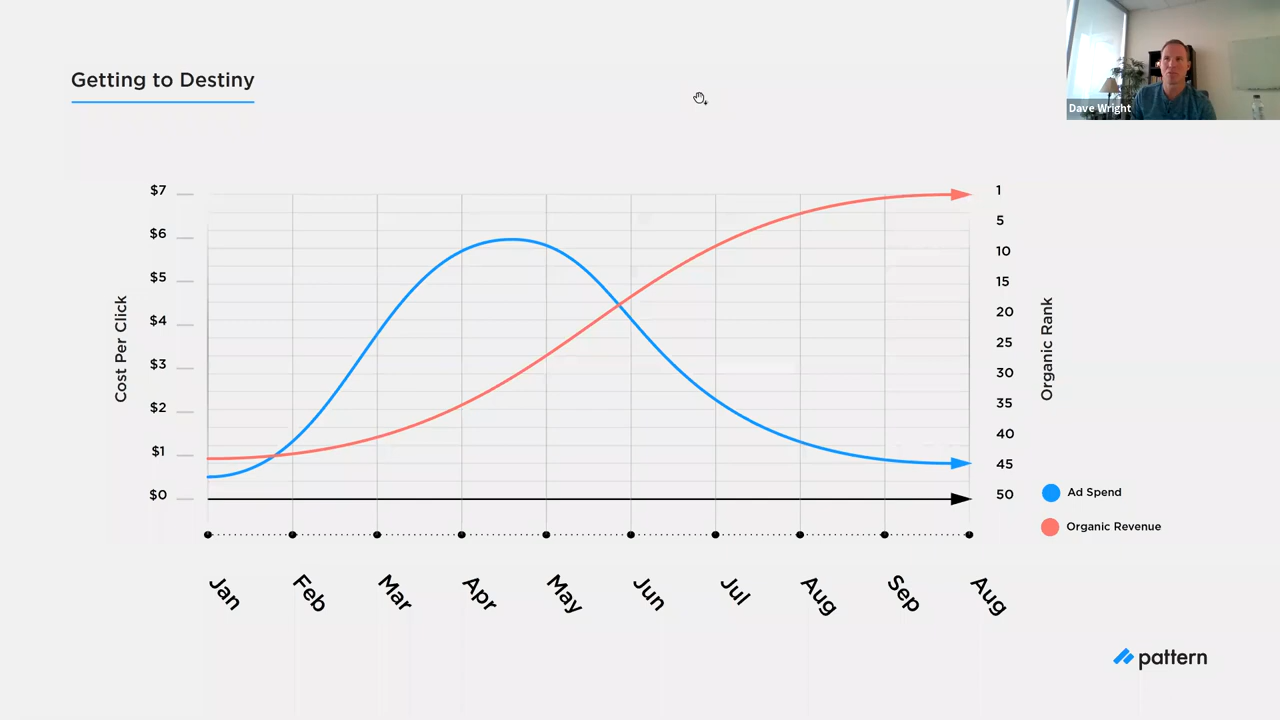 Getting to Destiny
Dave Wright
Cost Per Click
$7
$6
$5
$4
$3
$2
$1
$0
1
5
10
15
20
25
30
35
40
45
50
Organic Rank
Ad Spend
Organic Revenue
Jan
Feb
Mar
Apr
May
Jun
Jul
Aug
Sep
Aug
pattern